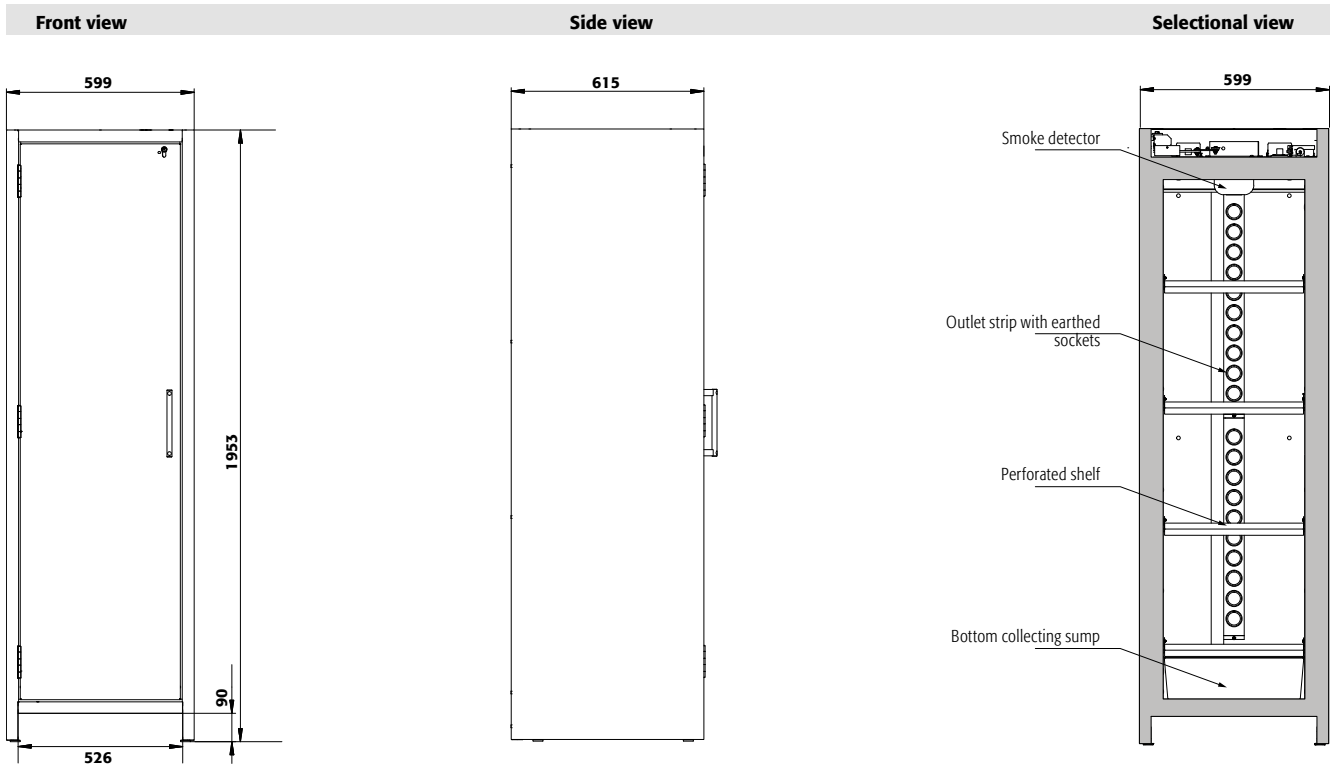 Front view
Side view
Selectional view
599
615
599
1953
90
526
Smoke detector
Outlet strip with earthed
sockets
Perforated shelf
Bottom collecting sump